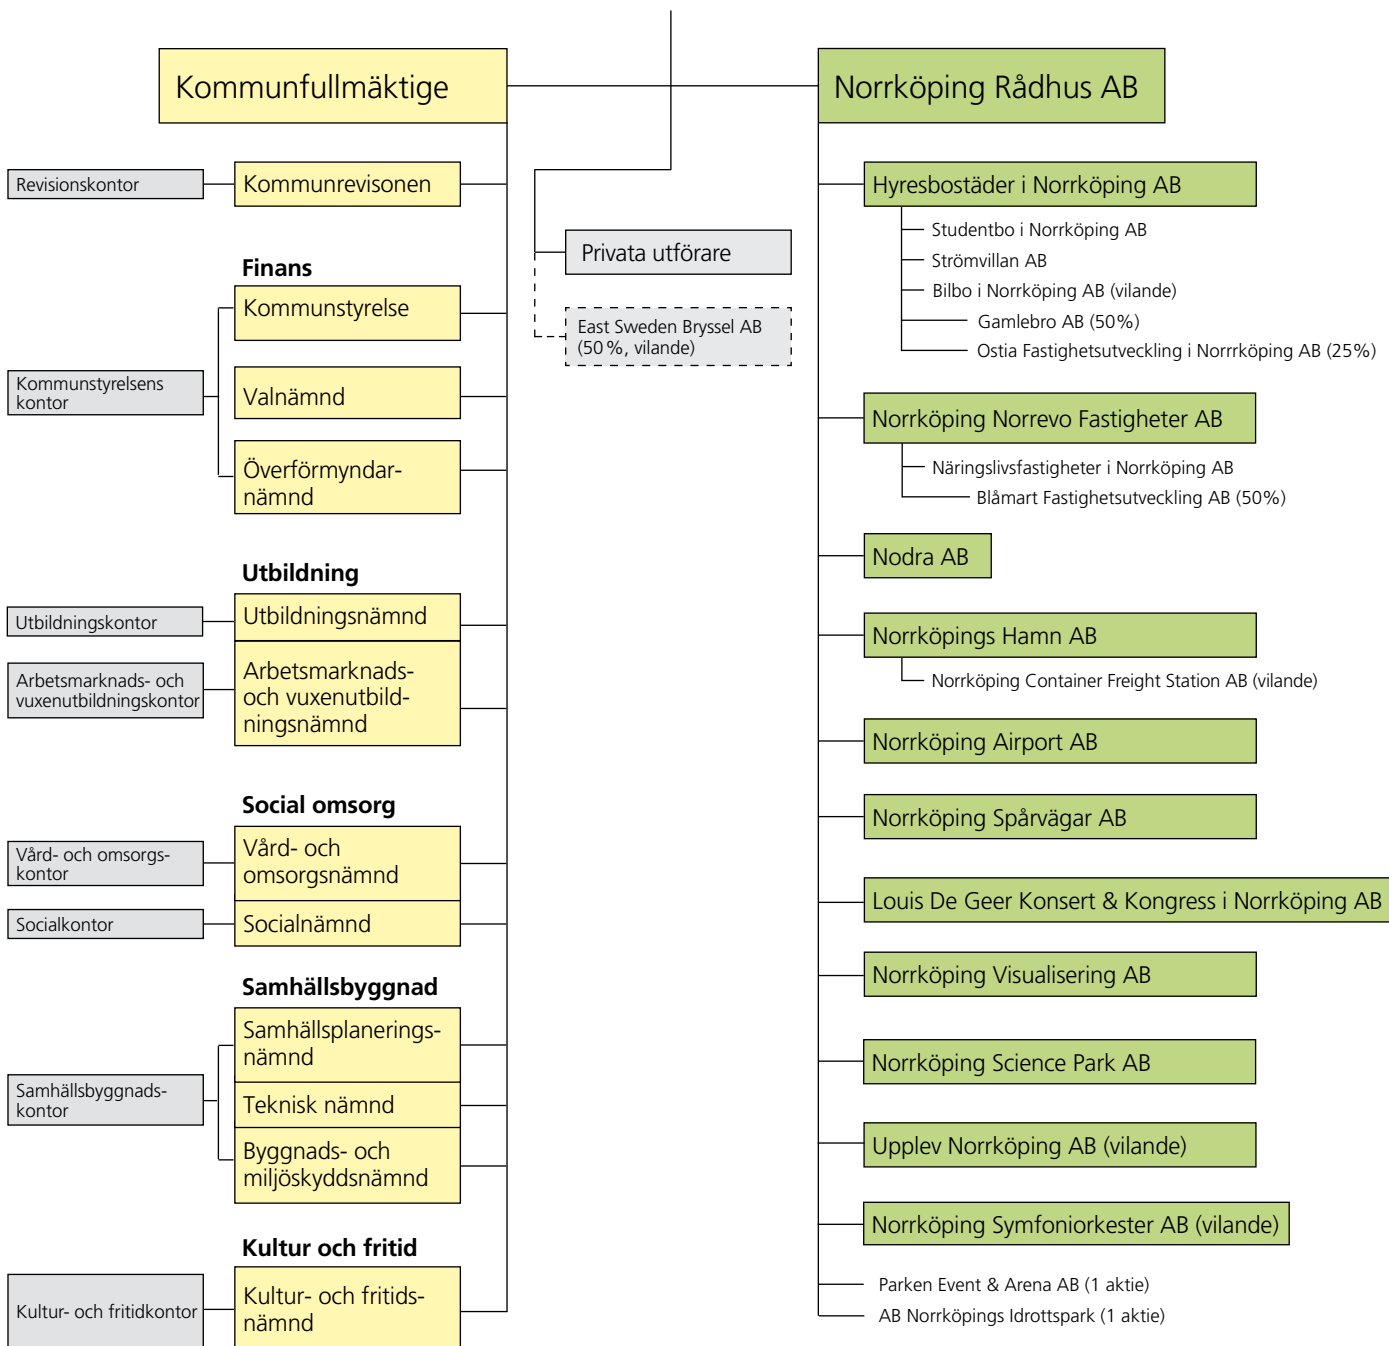 Kommunfullmäktige
Revisionskontor
Kommunrevisonen
Finans
Kommunstyrelse
Kommunstyrelsens
kontor
Valnämnd
Överförmyndar-
nämnd
Utbildning
Utbildningskontor
Utbildningsnämnd
Arbetsmarknads- och
vuxenutbildningskontor
Arbetsmarknads-
och vuxenutbild-
ningsnämnd
Social omsorg
Vård- och omsorgs-
kontor
Vård- och
omsorgsnämnd
Socialkontor
Socialnämnd
Samhällsbyggnad
Samhällsplanerings-
nämnd
Samhällsbyggnads-
kontor
Teknisk nämnd
Byggnads- och
miljöskyddsnämnd
Kultur och fritid
Kultur- och fritidkontor
Kultur- och fritids-
nämnd
Privata utförare
East Sweden Bryssel AB
(50 %, vilande)
Norrköping Rådhus AB
Hyresbostäder i Norrköping AB
Studentbo i Norrköping AB
Strömvillan AB
Bilbo i Norrköping AB (vilande)
Gamlebro AB (50%)
Ostia Fastighetsutveckling i Norrrköping AB (25%)
Norrköping Norrevo Fastigheter AB
Näringslivsfastigheter i Norrköping AB
Blåmart Fastighetsutveckling AB (50%)
Nodra AB
Norrköpings Hamn AB
Norrköping Container Freight Station AB (vilande)
Norrköping Airport AB
Norrköping Spårvägar AB
Louis De Geer Konsert & Kongress i Norrköping AB
Norrköping Visualisering AB
Norrköping Science Park AB
Upplev Norrköping AB (vilande)
Norrköping Symfoniorkester AB (vilande)
Parken Event & Arena AB (1 aktie)
AB Norrköpings Idrottspark (1 aktie)